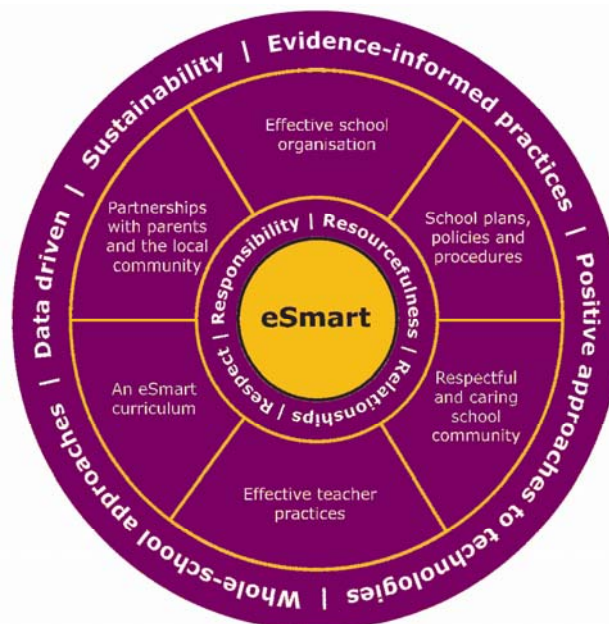 Data driven | Sustainability | Evidence-informed practices | Positive approaches to technologies | Whole-school approaches |
Effective school
organisation
School plans,
policies and
procedures
Respectful
and caring
school
community
Effective teacher
practices
An eSmart
curriculum
Partnerships
with parents
and the local
community
Respect | Responsibility | Resourcefulness | Relationships |
eSmart